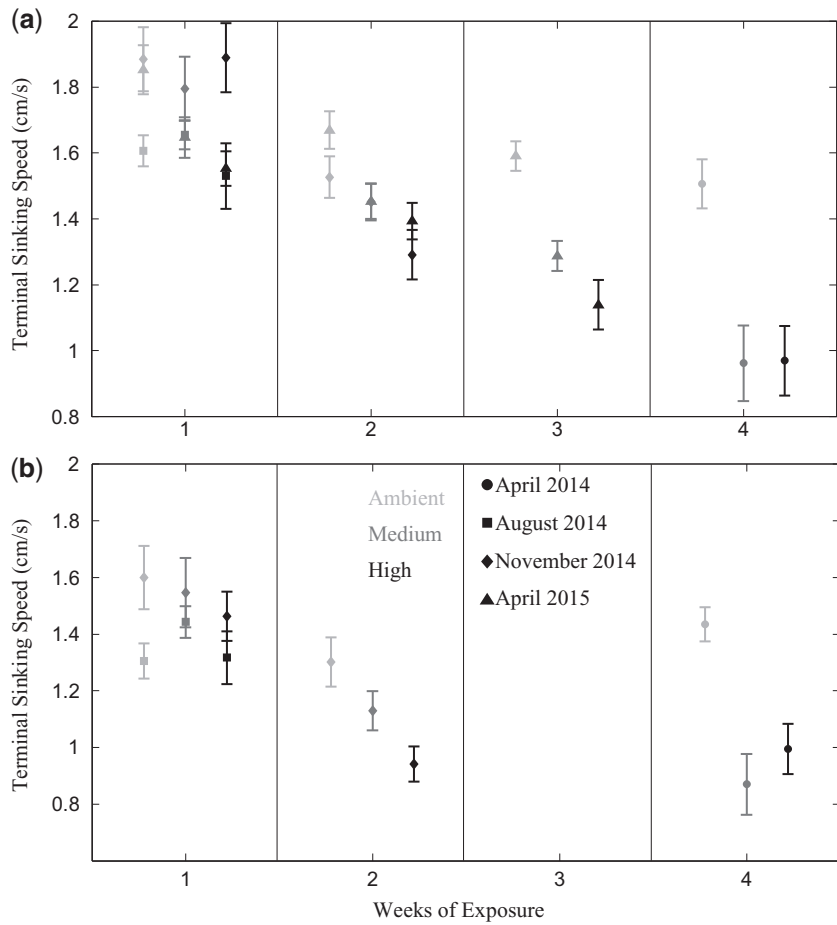 (a)
Terminal Sinking Speed (cm/s)
2
1.8
1.6
1.4
1.2
1
0.8
1 2 3 4
(b)
Terminal Sinking Speed (cm/s)
2
1.8
1.6
1.4
1.2
1
0.8
Ambient
Medium
High
April 2014
August 2014
November 2014
April 2015
1 2 3 4
Weeks of Exposure